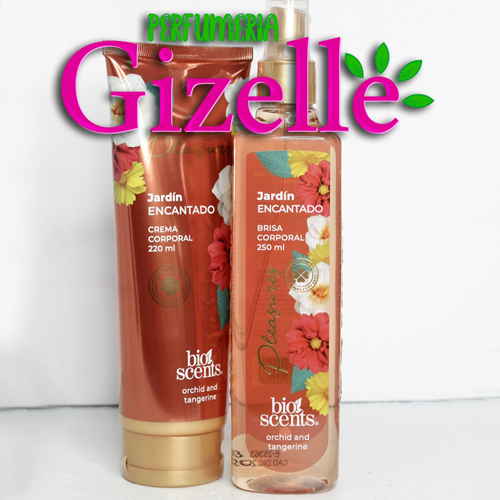 PERFUMERIA
Gizelle
Pleasures
Jardín
ENCANTADO
CREMA
CORPORAL
220 ml
bio
scents®
orchid and
tangerine
Jardín
ENCANTADO
BRISA
CORPORAL
250 ml
Pleasures
bio
scents®
orchid and
tangerine